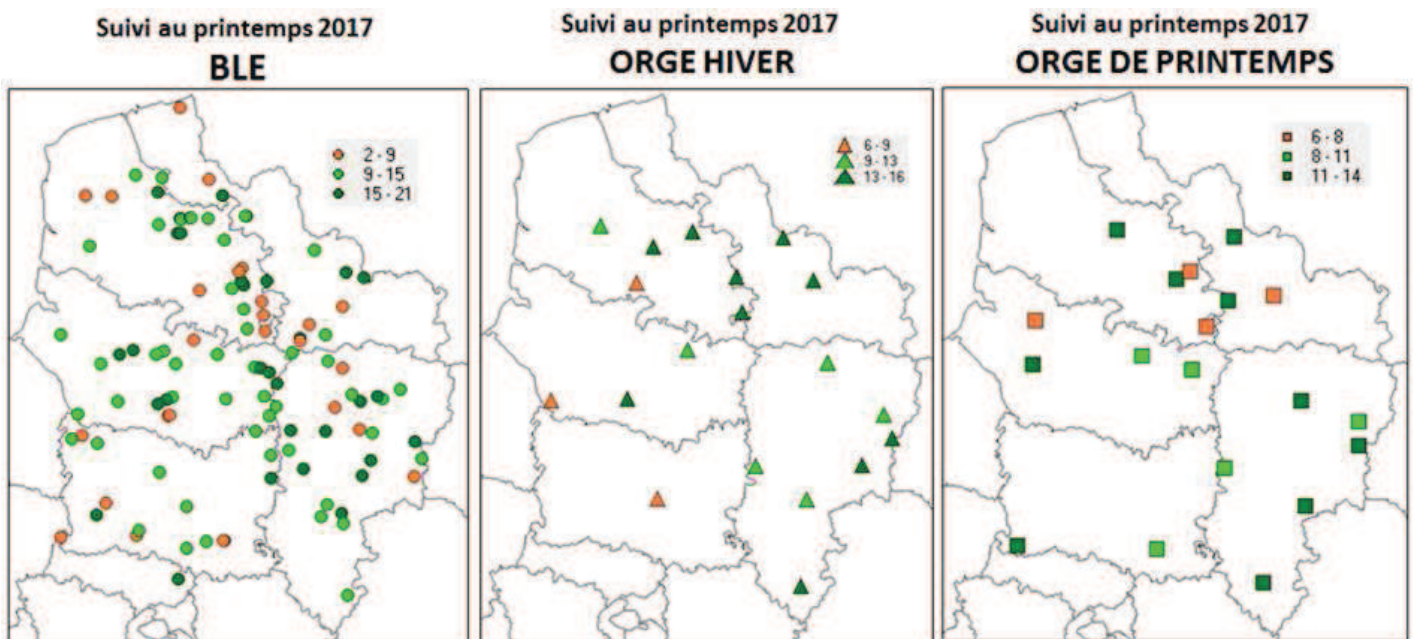 Suivi au printemps 2017
BLE
2 - 9
9 - 15
15 - 21
Suivi au printemps 2017
ORGE HIVER
6 - 9
9 - 13
13 - 16
Suivi au printemps 2017
ORGE DE PRINTEMPS
6 - 8
8 - 11
11 - 14